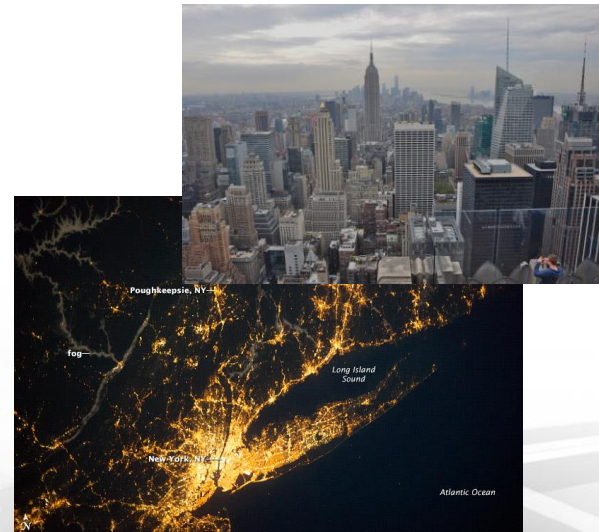 Poughkeepsie, NY
fog
Long Island
Sound
New York, NY
Atlantic Ocean
N